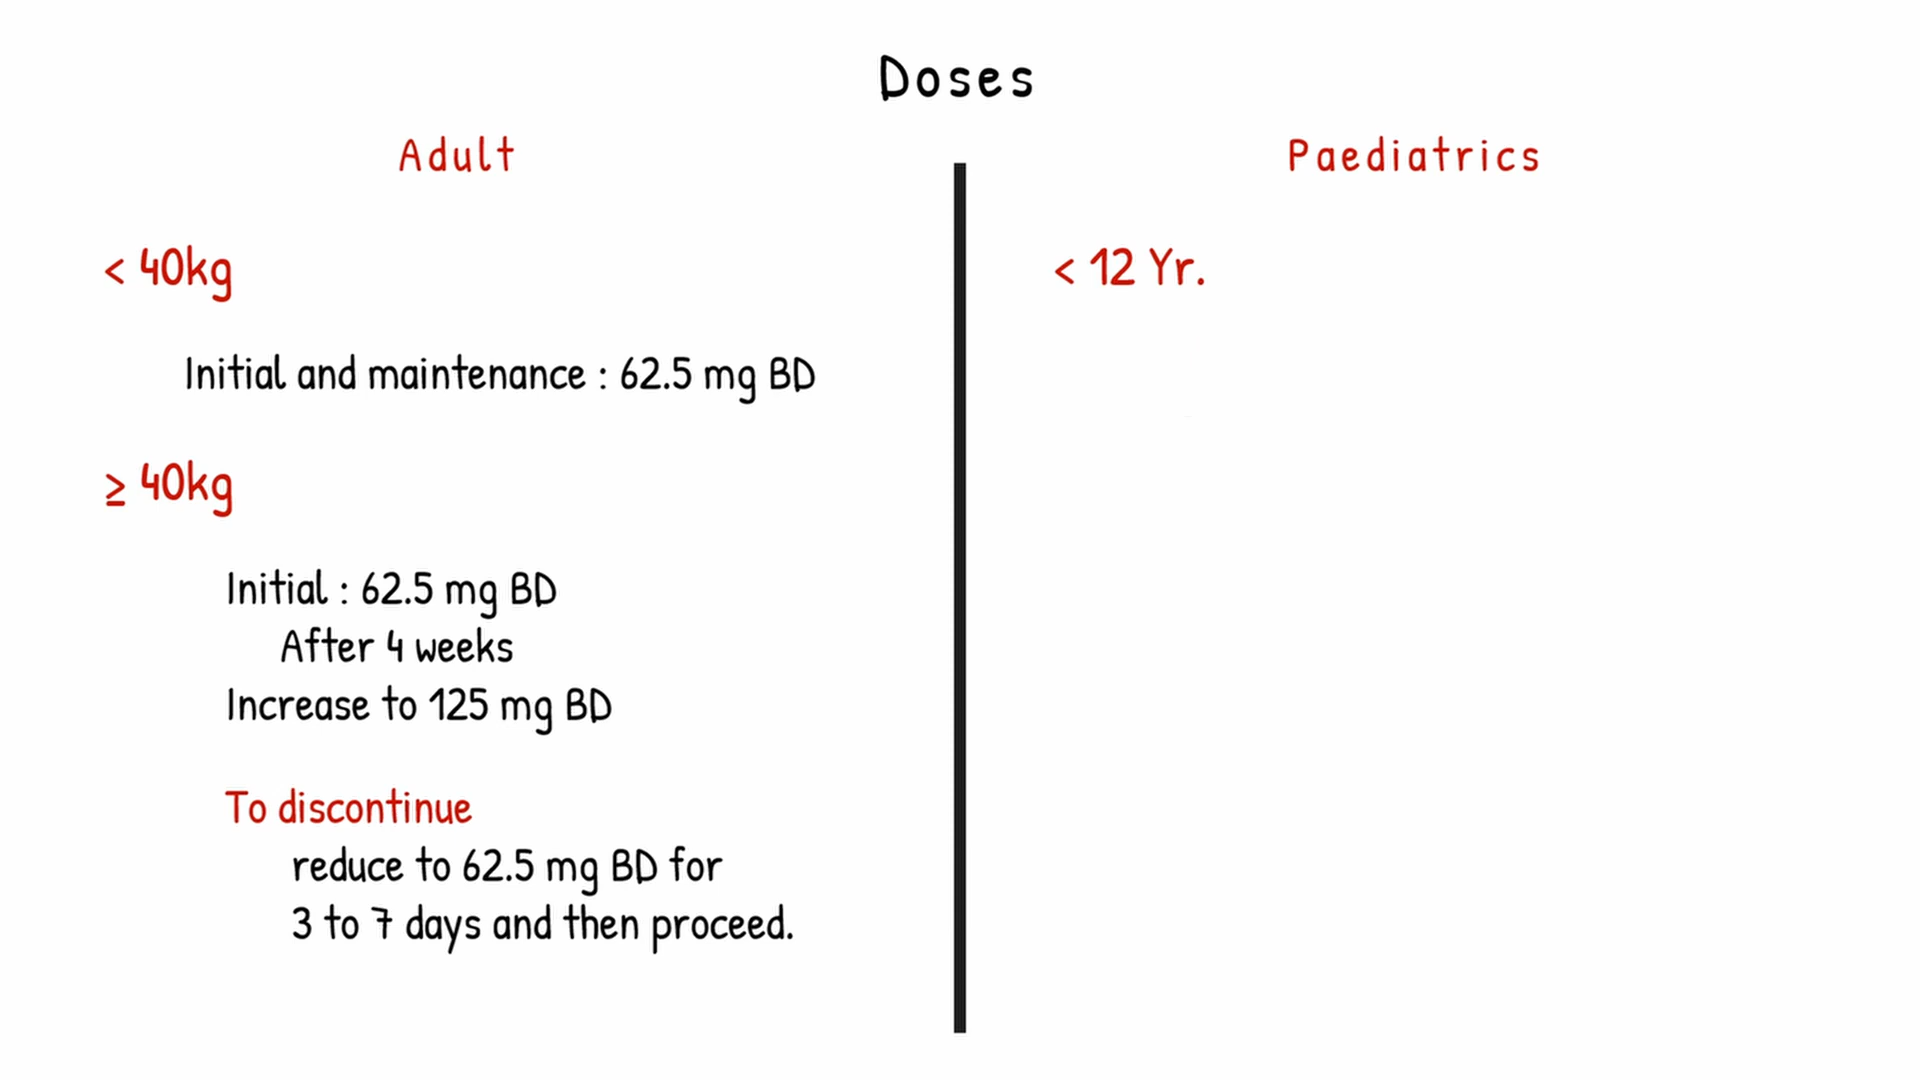 Doses
Adult
< 40kg
Initial and maintenance : 62.5 mg BD
≥ 40kg
Initial : 62.5 mg BD
After 4 weeks
Increase to 125 mg BD
To discontinue
reduce to 62.5 mg BD for
3 to 7 days and then proceed.
Paediatrics
< 12 Yr.